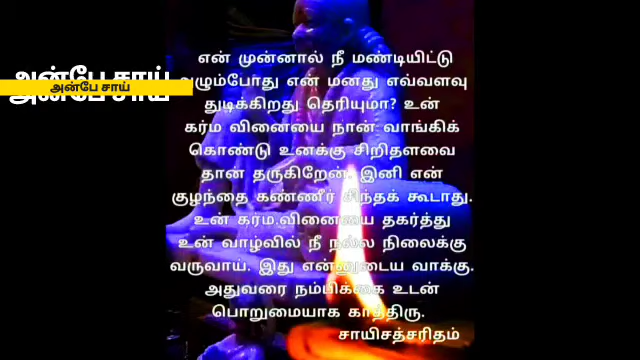 என் முன்னால் நீ மண்டியிட்டு
அழும்போது என் மனது எவ்வளவு
துடிக்கிறது தெரியுமா? உன்
கர்ம வினையை நான் வாங்கிக்
கொண்டு உனக்கு சிறிதளவை
தான் தருகிறேன். இனி என்
குழந்தை கண்ணீர் சிந்தக் கூடாது.
உன் கர்ம.வினையை தகர்த்து
உன் வாழ்வில் நீ நல்ல நிலைக்கு
வருவாய். இது என்னுடைய வாக்கு.
அதுவரை நம்பிக்கை உடன்
பொறுமையாக காத்திரு.
சாயிசத்சரிதம்
அன்பே சாய்
அன்பே சாய்
அன்பே சாய்